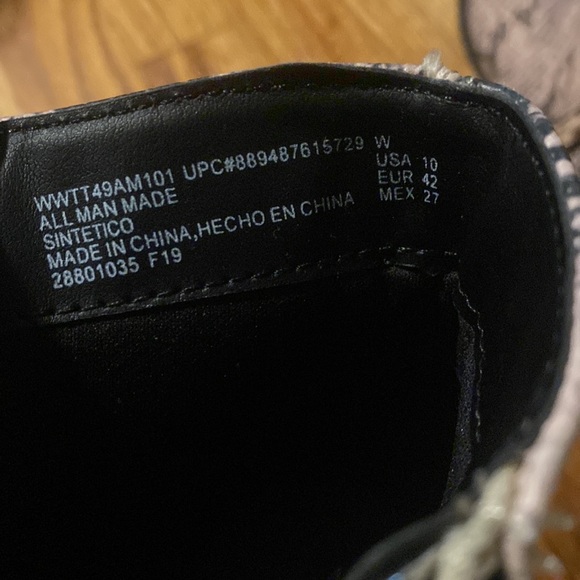 WWTT49AM101 UPC#889487615729 W
ALL MAN MADE USA 10
SINTETICO EUR 42
MADE IN CHINA,HECHO EN CHINA MEX 27
28801035 F19